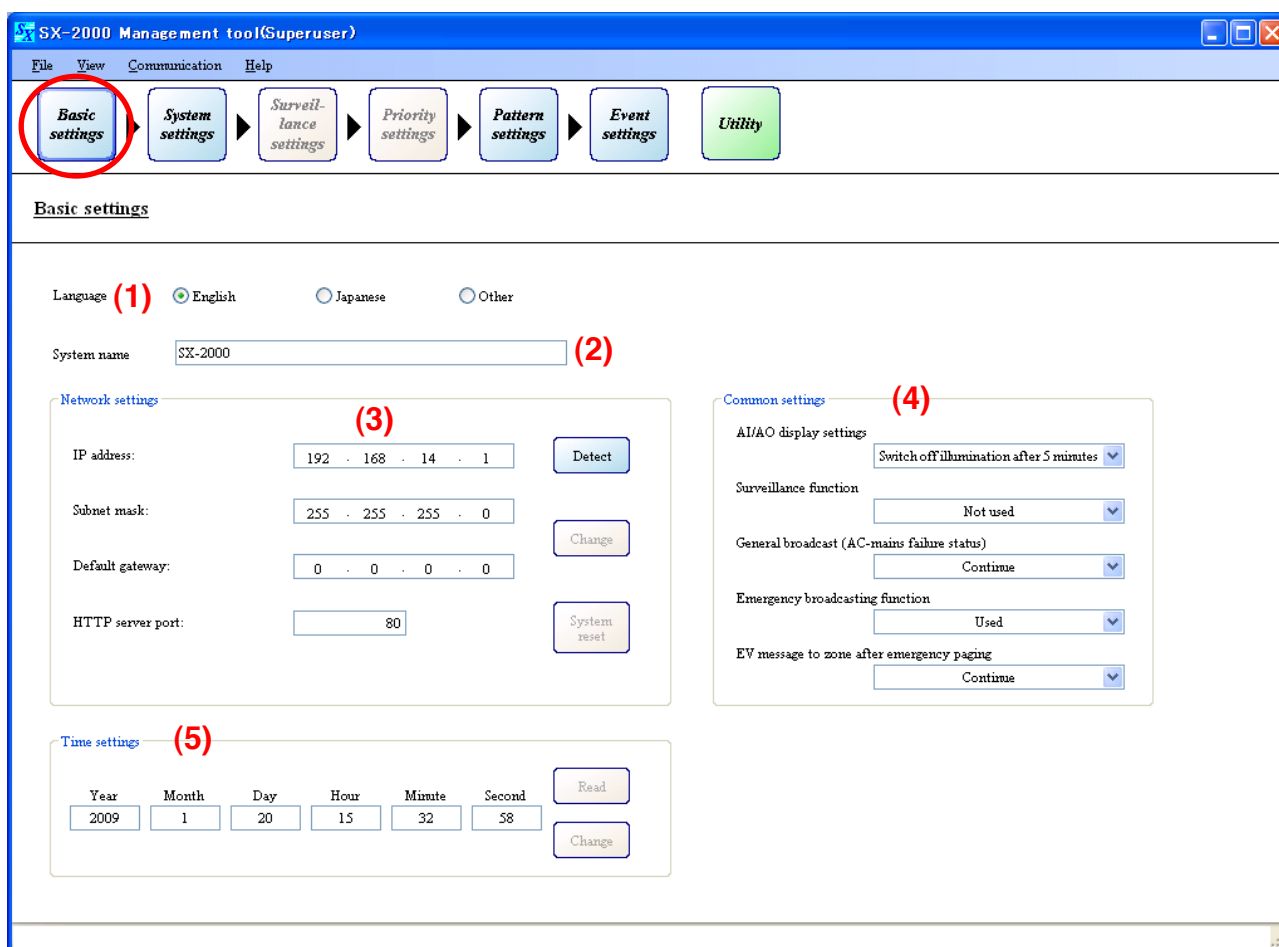 SX-2000 Management tool(Superuser)
File View Communication Help
Basic settings
System settings
Surveil-lance settings
Priority settings
Pattern settings
Event settings
Utility
Basic settings
Language (1) English Japanese Other
System name SX-2000 (2)
Network settings
(3)
IP address: 192 . 168 . 14 . 1 Detect
Subnet mask: 255 . 255 . 255 . 0
Change
Default gateway: 0 . 0 . 0 . 0
HTTP server port: 80 System reset
Common settings (4)
AI/AO display settings
Switch off illumination after 5 minutes
Surveillance function
Not used
General broadcast (AC-mains failure status)
Continue
Emergency broadcasting function
Used
EV message to zone after emergency paging
Continue
Time settings (5)
Year Month Day Hour Minute Second Read
2009 1 20 15 32 58
Change